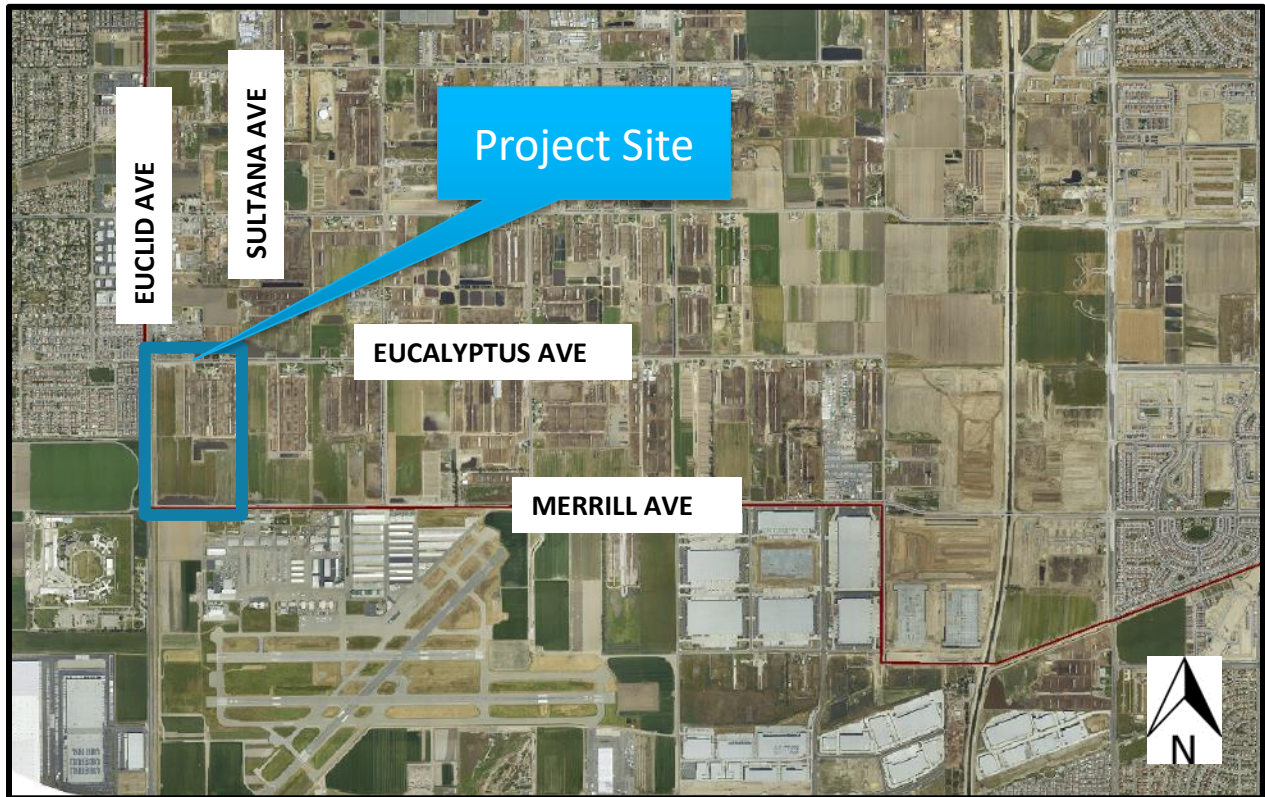 EUCLID AVE
SULTANA AVE
Project Site
EUCALYPTUS AVE
MERRILL AVE
N